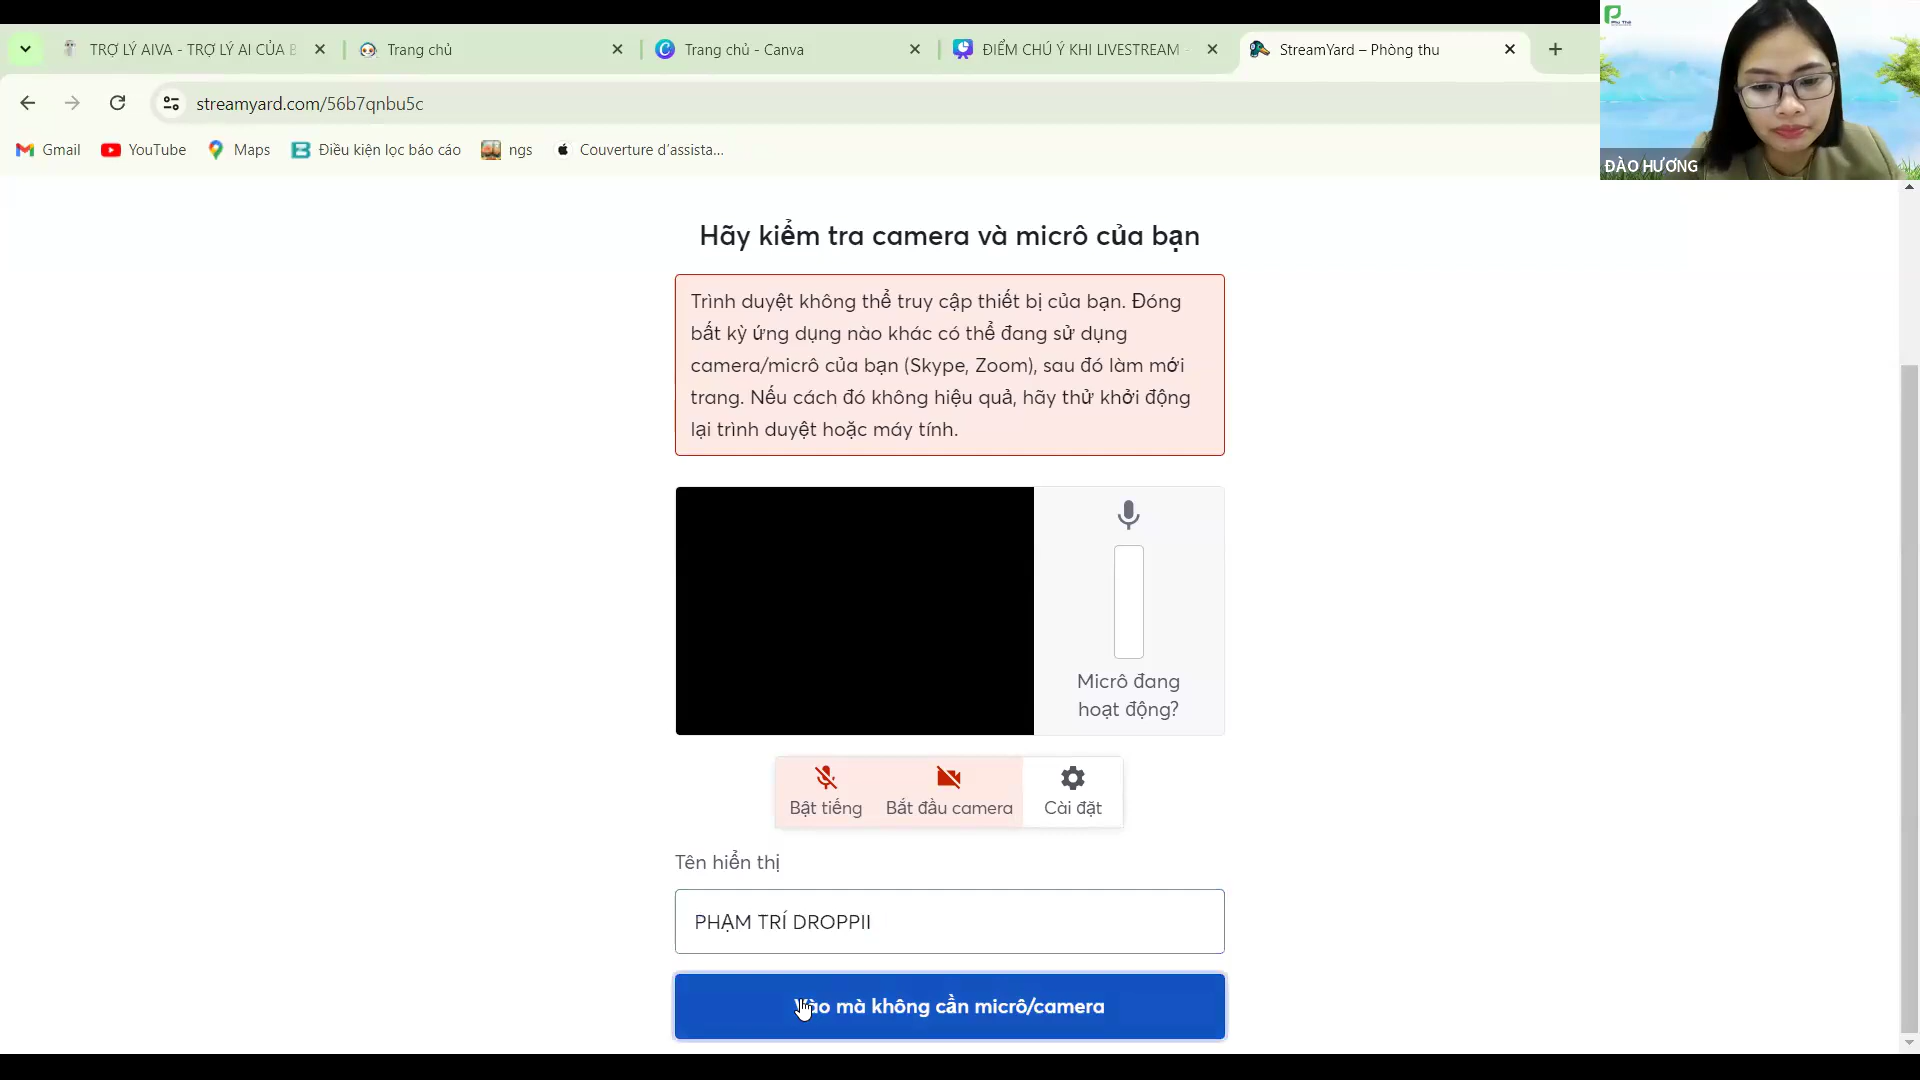 TRỢ LÝ AIVA - TRỢ LÝ AI CỦA B
Trang chủ
Trang chủ - Canva
ĐIỂM CHÚ Ý KHI LIVESTREAM -
StreamYard – Phòng thu
streamyard.com/56b7qnbu5c
Gmail
YouTube
Maps
Điều kiện lọc báo cáo
ngs
Couverture d'assista...
ĐÀO HƯƠNG
Hãy kiểm tra camera và micrô của bạn
Trình duyệt không thể truy cập thiết bị của bạn. Đóng
bất kỳ ứng dụng nào khác có thể đang sử dụng
camera/micrô của bạn (Skype, Zoom), sau đó làm mới
trang. Nếu cách đó không hiệu quả, hãy thử khởi động
lại trình duyệt hoặc máy tính.
Micrô đang
hoạt động?
Bật tiếng
Bắt đầu camera
Cài đặt
Tên hiển thị
PHẠM TRÍ DROPPII
Vào mà không cần micrô/camera